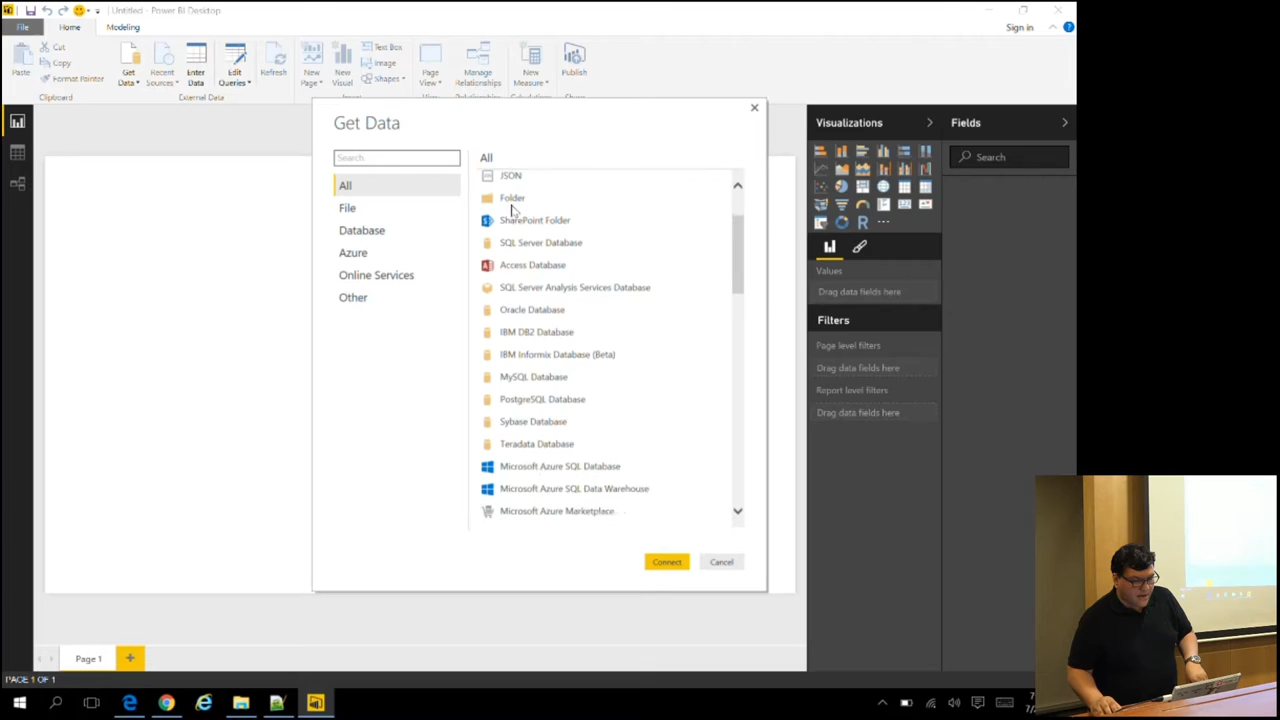 Untitled - Power BI Desktop
File
Home
Modeling
Sign in
Paste
Cut
Copy
Format Painter
Get Data
Recent Sources
Enter Data
Edit Queries
Refresh
New Page
New Visual
Text Box
Image
Shapes
Page View
Manage Relationships
New Measure
Publish
Clipboard
External Data
Get Data
Search
All
File
Database
Azure
Online Services
Other
All
JSON
Folder
SharePoint Folder
SQL Server Database
Access Database
SQL Server Analysis Services Database
Oracle Database
IBM DB2 Database
IBM Informix Database (Beta)
MySQL Database
PostgreSQL Database
Sybase Database
Teradata Database
Microsoft Azure SQL Database
Microsoft Azure SQL Data Warehouse
Microsoft Azure Marketplace
Connect
Cancel
Visualizations
Fields
Search
R
Values
Drag data fields here
Filters
Page level filters
Drag data fields here
Report level filters
Drag data fields here
Page 1
PAGE 1 OF 1